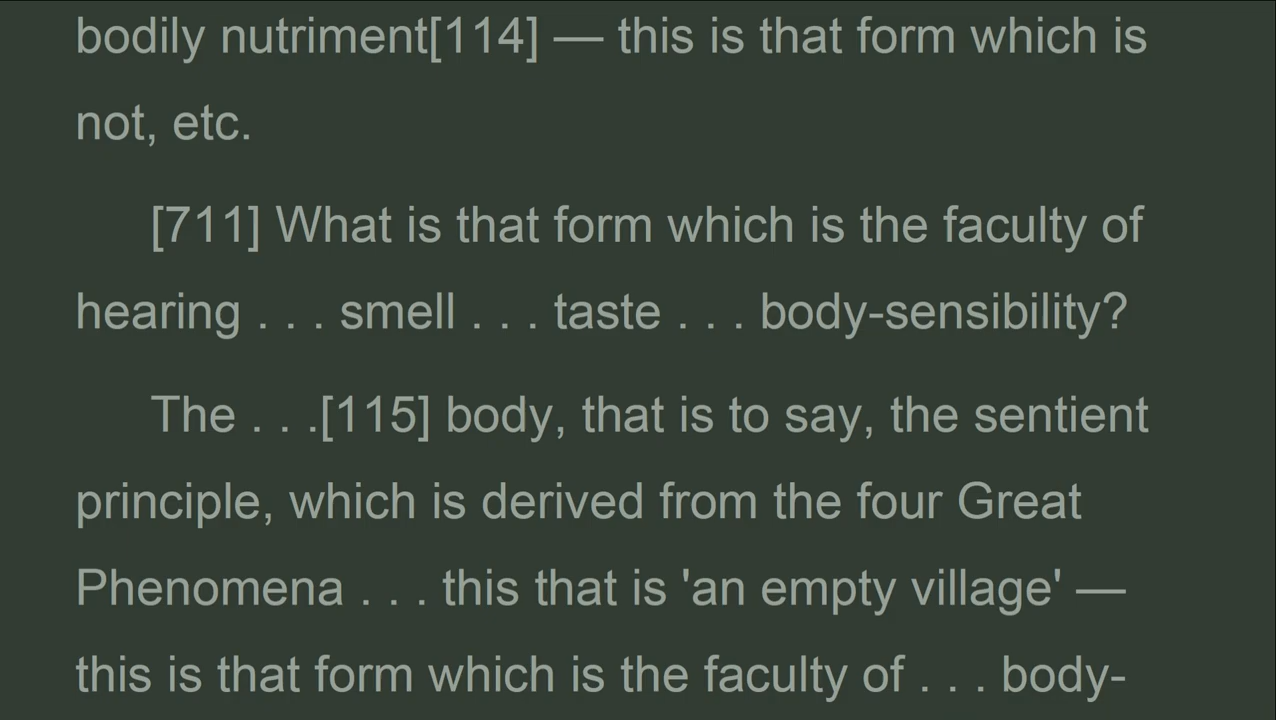 bodily nutriment[114] — this is that form which is
not, etc.
[711] What is that form which is the faculty of
hearing . . . smell . . . taste . . . body-sensibility?
The . . .[115] body, that is to say, the sentient
principle, which is derived from the four Great
Phenomena . . . this that is 'an empty village' —
this is that form which is the faculty of . . . body-